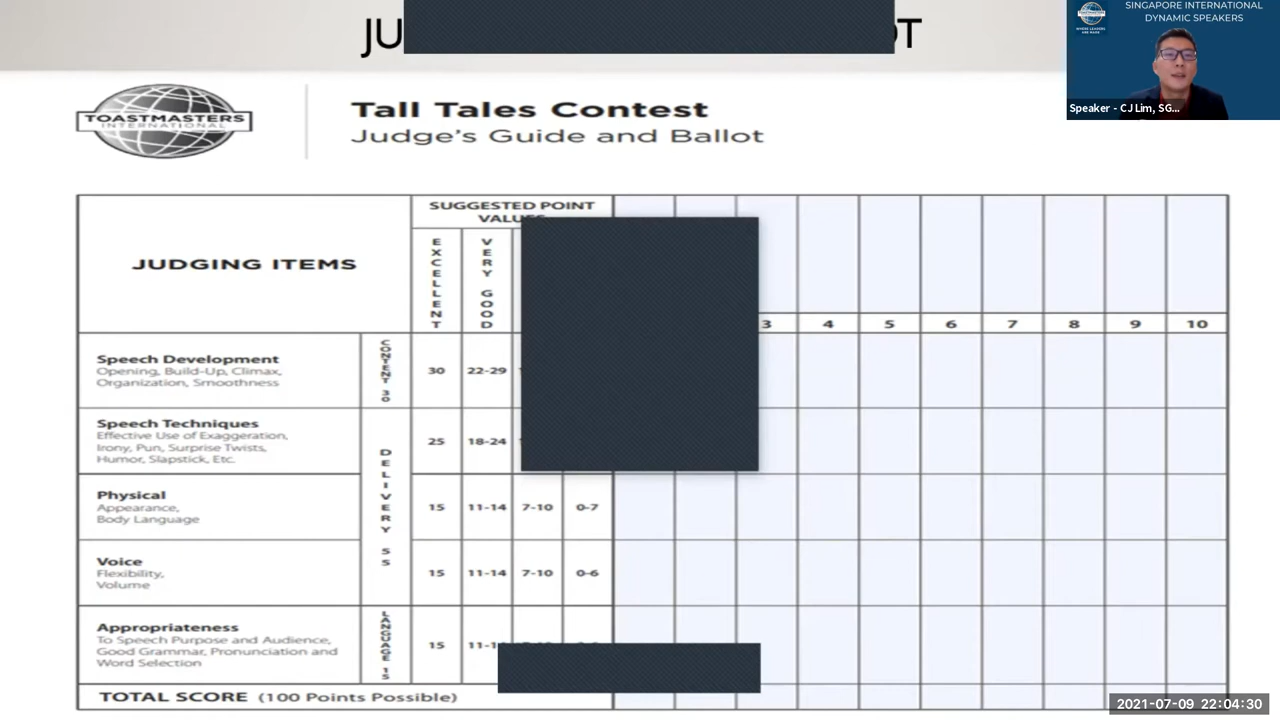 SINGAPORE INTERNATIONAL
DYNAMIC SPEAKERS
TOASTMASTERS
WHERE LEADERS
ARE MADE
Speaker - CJ Lim, SG...
TOASTMASTERS
INTERNATIONAL
Tall Tales Contest
Judge's Guide and Ballot
JUDGING ITEMS
SUGGESTED POINT
EXCELLENT
VERY GOOD
3 4 5 6 7 8 9 10
Speech Development
Opening, Build-Up, Climax,
Organization, Smoothness
CONTENT 30
30 22-29
Speech Techniques
Effective Use of Exaggeration,
Irony, Pun, Surprise Twists,
Humor, Slapstick, Etc.
DELIVERY 55
25 18-24
Physical
Appearance,
Body Language
15 11-14 7-10 0-7
Voice
Flexibility,
Volume
15 11-14 7-10 0-6
Appropriateness
To Speech Purpose and Audience,
Good Grammar, Pronunciation and
Word Selection
LANGUAGE 15
15
TOTAL SCORE (100 Points Possible)
2021-07-09 22:04:30